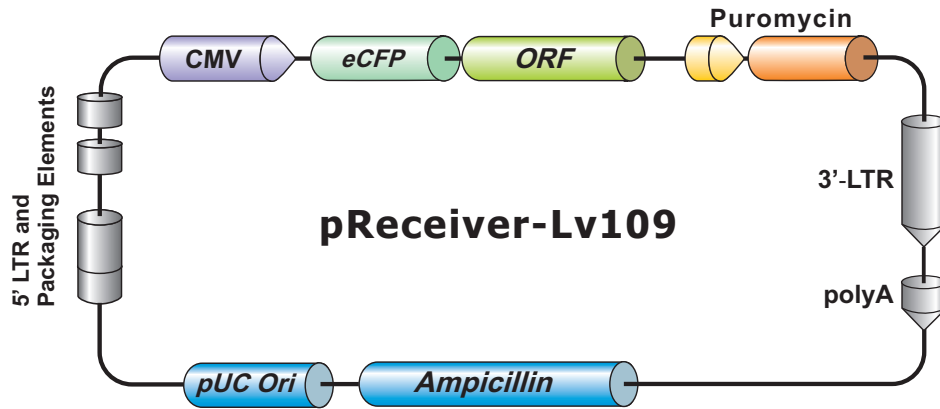 Puromycin
CMV
eCFP
ORF
5' LTR and
Packaging Elements
3'-LTR
pReceiver-Lv109
polyA
pUC Ori
Ampicillin